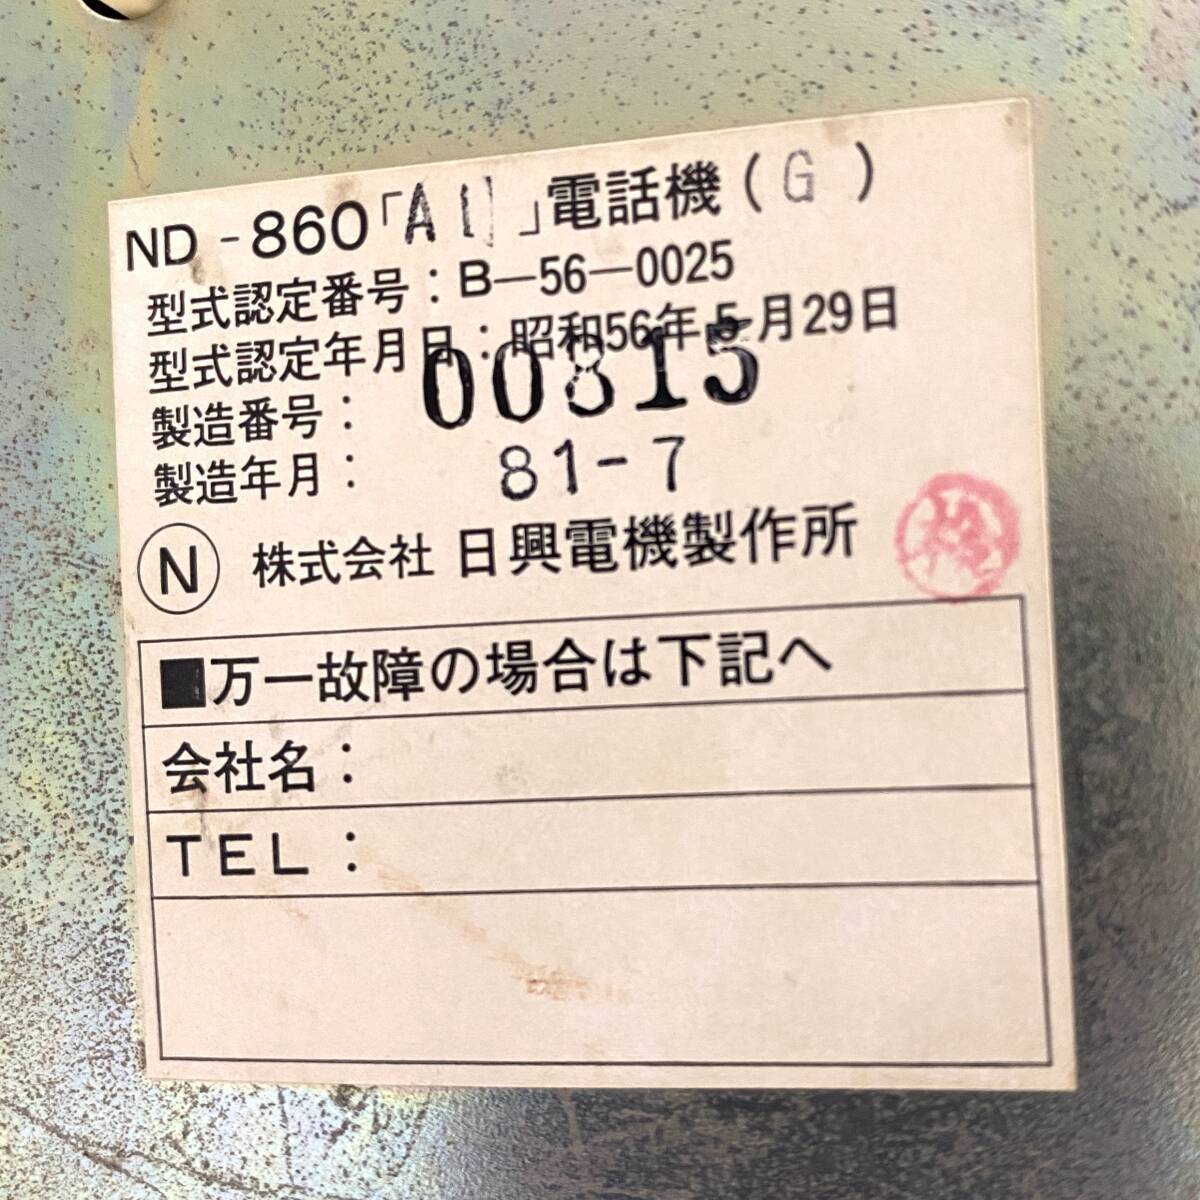 ND-860「A1」電話機(G)
型式認定番号：B—56—0025
型式認定年月日：昭和56年5月29日
製造番号：00815
製造年月：81-7
N 株式会社 日興電機製作所
■万一故障の場合は下記へ
会社名：
TEL：